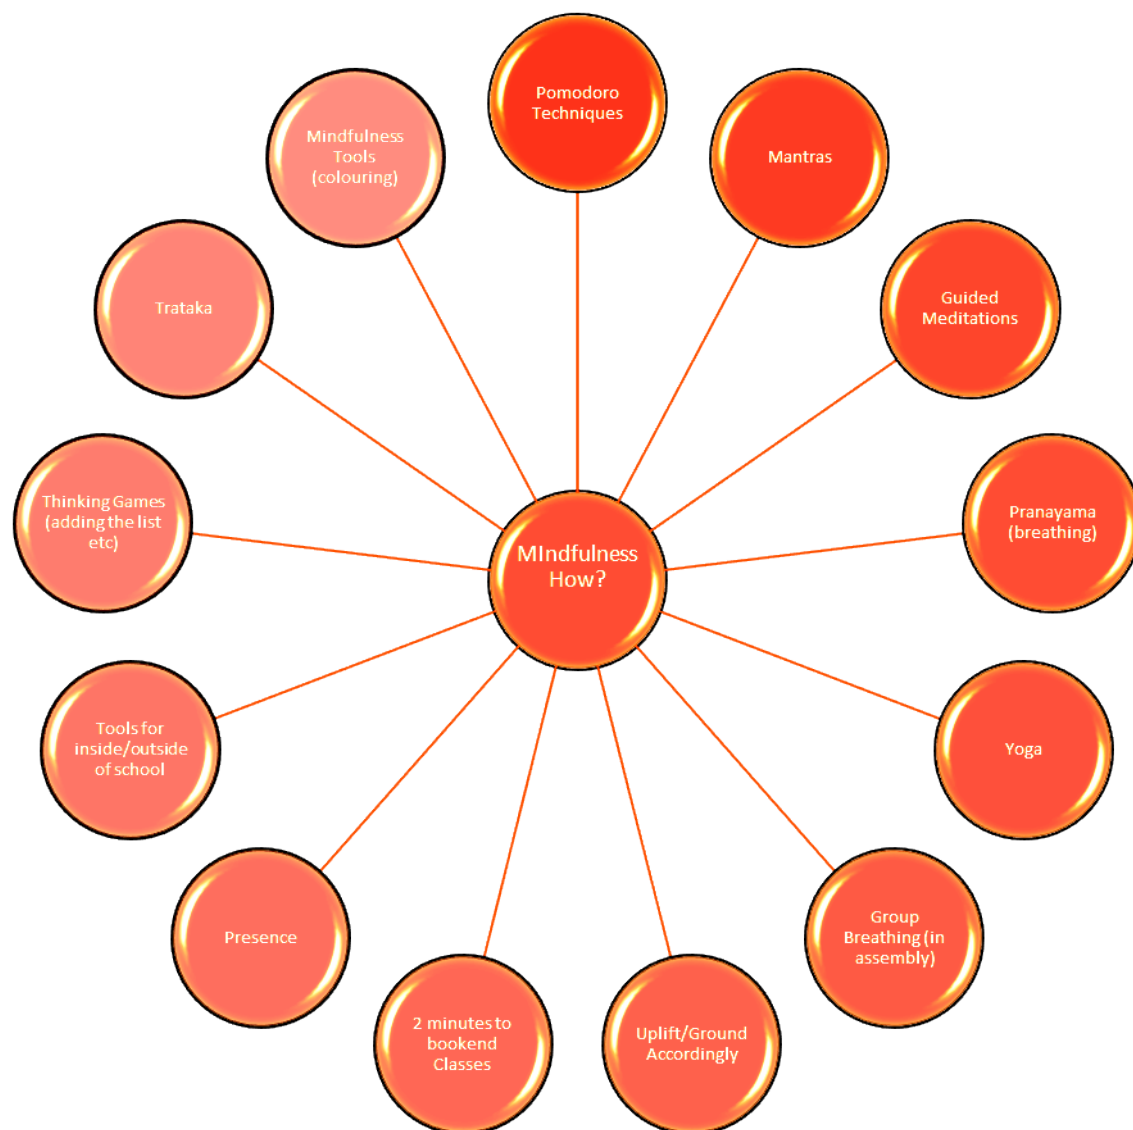 Pomodoro
Techniques
Mantras
Guided
Meditations
Pranayama
(breathing)
Yoga
Group
Breathing (in
assembly)
Uplift/Ground
Accordingly
2 minutes to
bookend
Classes
Presence
Tools for
inside/outside
of school
Thinking Games
(adding the list
etc)
Trataka
Mindfulness
Tools
(colouring)
MIndfulness
How?